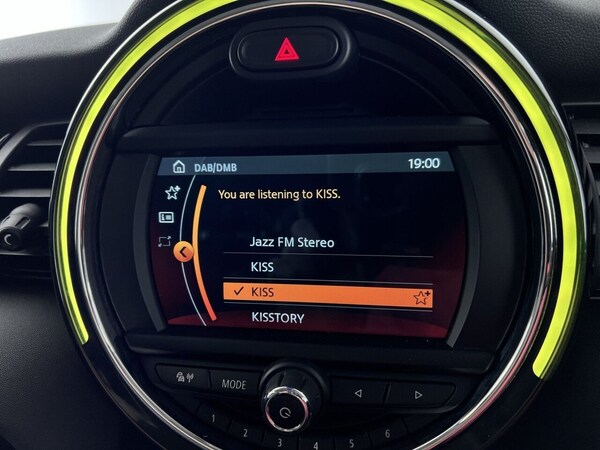 DAB/DMB
19:00
You are listening to KISS.
Jazz FM Stereo
KISS
KISS
KISSTORY
MODE
1 2 3 4 5 6